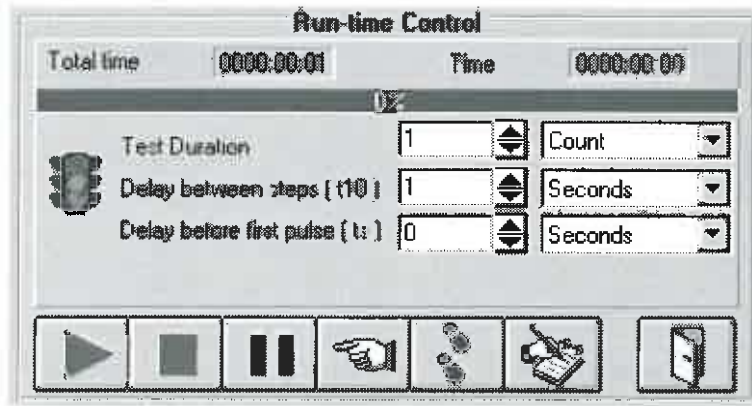 Run-time Control
Total time 0000:00:01 Time 0000:00:00
0%
Test Duration 1 Count
Delay between steps ( t10 ) 1 Seconds
Delay before first pulse ( ) 0 Seconds